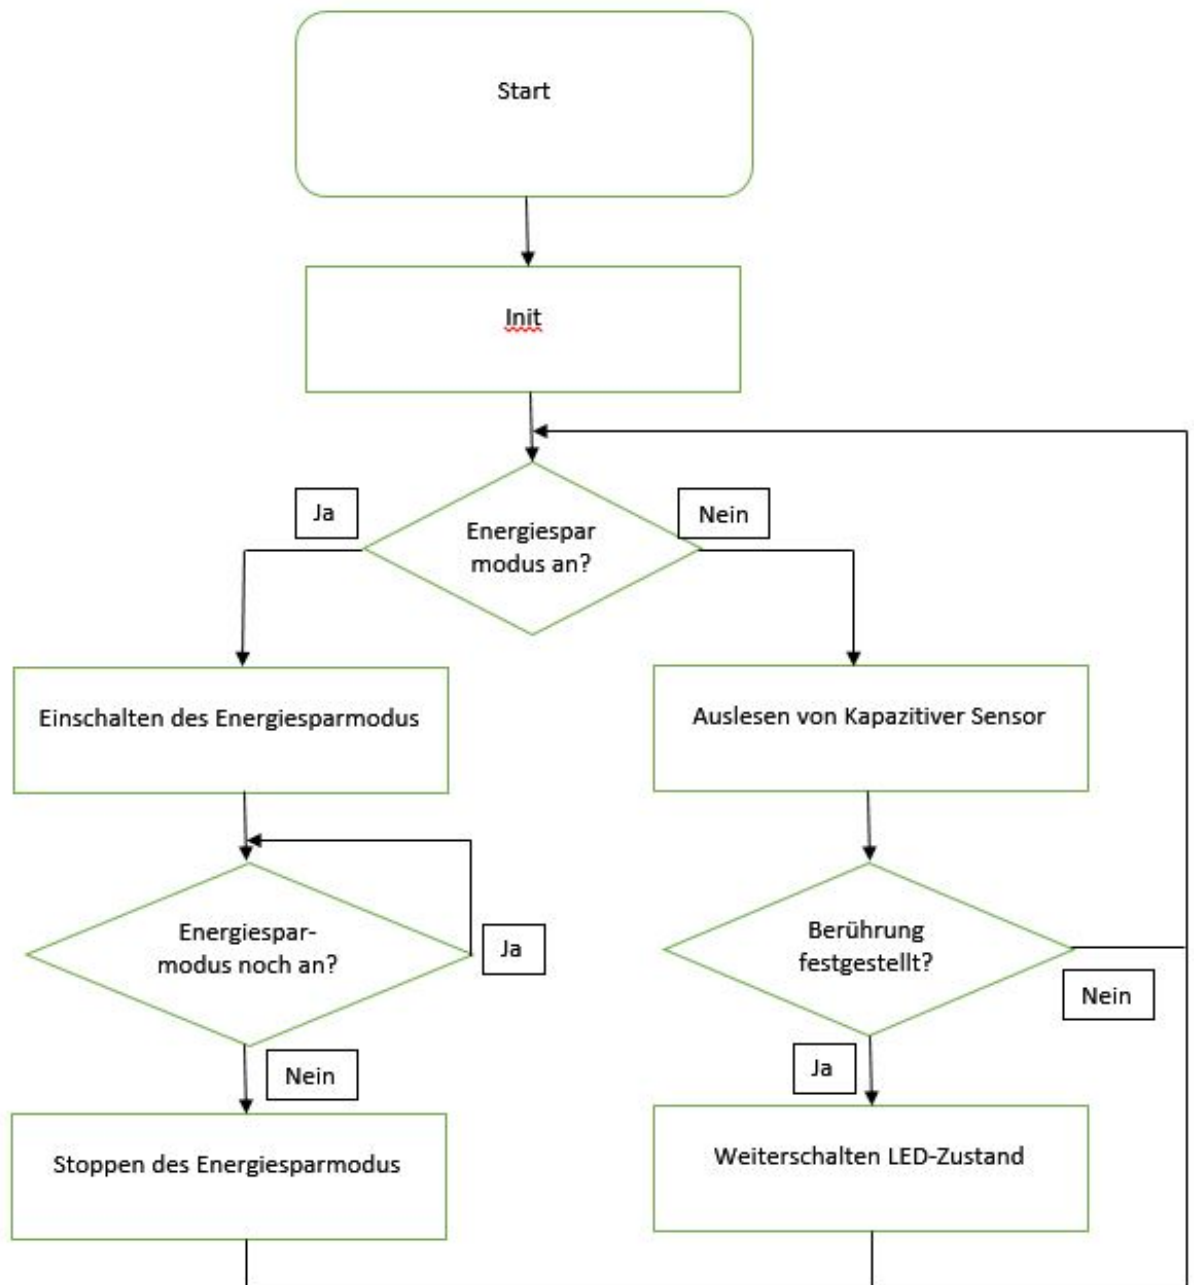 Start
Init
Ja
Nein
Energiespar
modus an?
Einschalten des Energiesparmodus
Auslesen von Kapazitiver Sensor
Energiespar-
modus noch an?
Ja
Berührung
festgestellt?
Nein
Nein
Ja
Stoppen des Energiesparmodus
Weiterschalten LED-Zustand